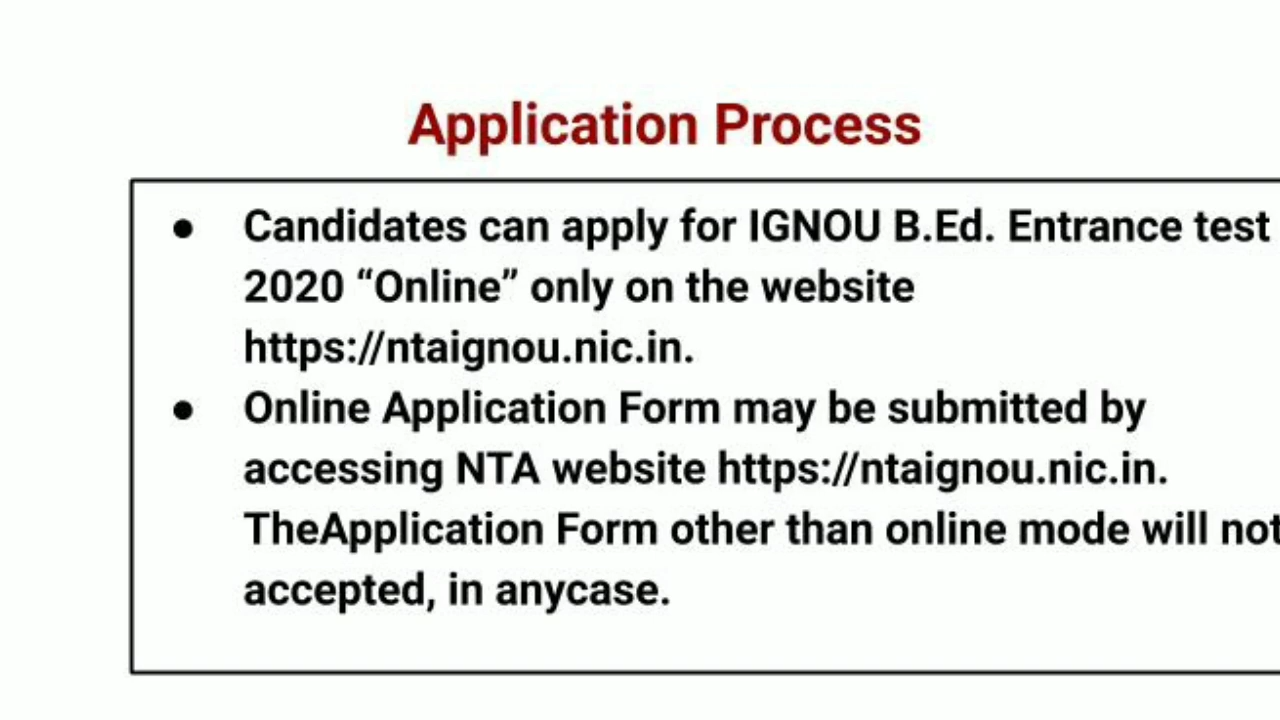 Application Process
● Candidates can apply for IGNOU B.Ed. Entrance test
2020 “Online” only on the website
https://ntaignou.nic.in.
● Online Application Form may be submitted by
accessing NTA website https://ntaignou.nic.in.
TheApplication Form other than online mode will not
accepted, in anycase.